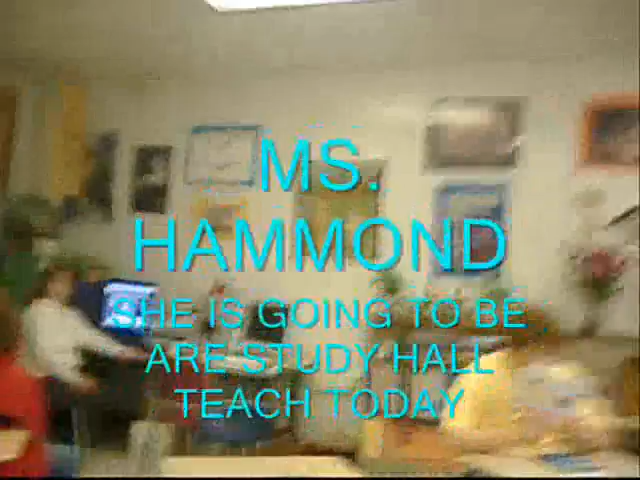 MS.
HAMMOND
SHE IS GOING TO BE
ARE STUDY HALL
TEACH TODAY